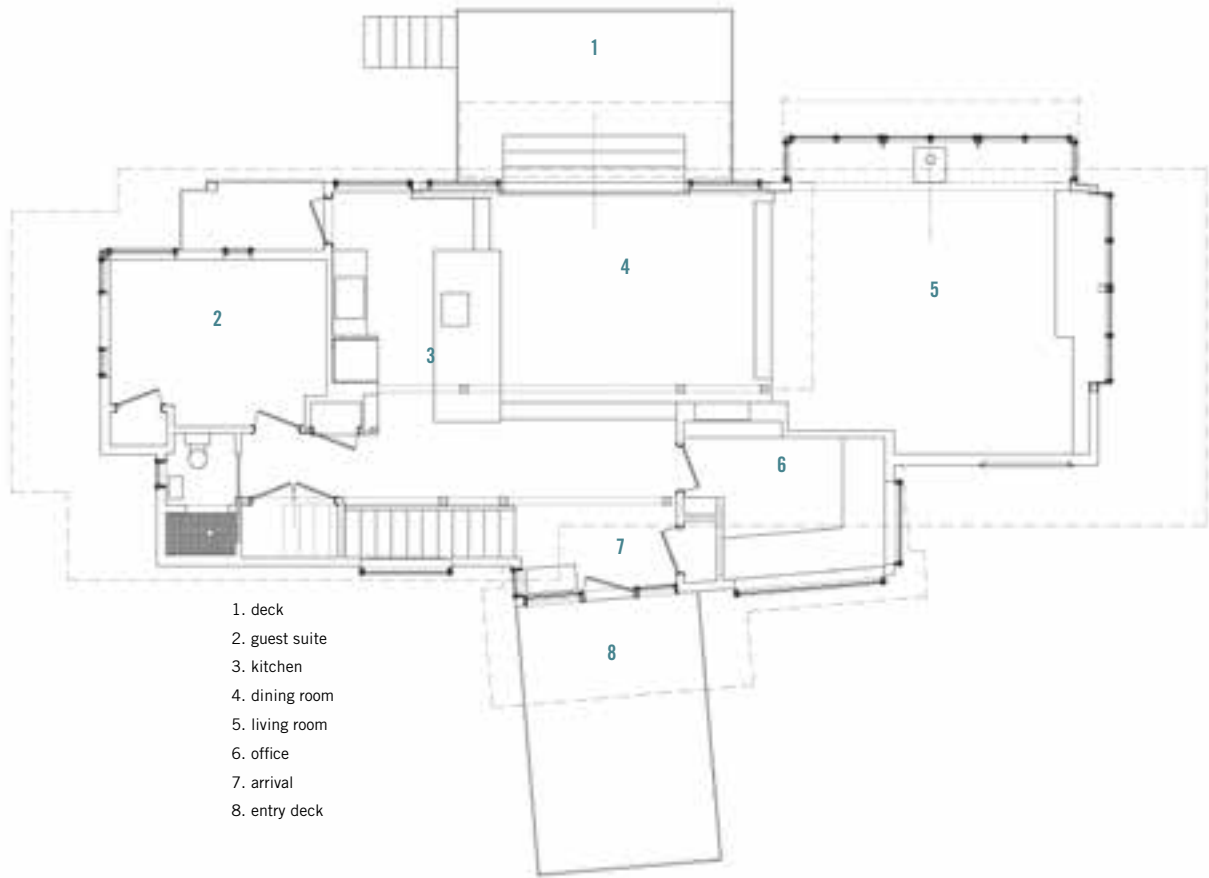 1
4
5
2
3
6
7
8
1. deck
2. guest suite
3. kitchen
4. dining room
5. living room
6. office
7. arrival
8. entry deck